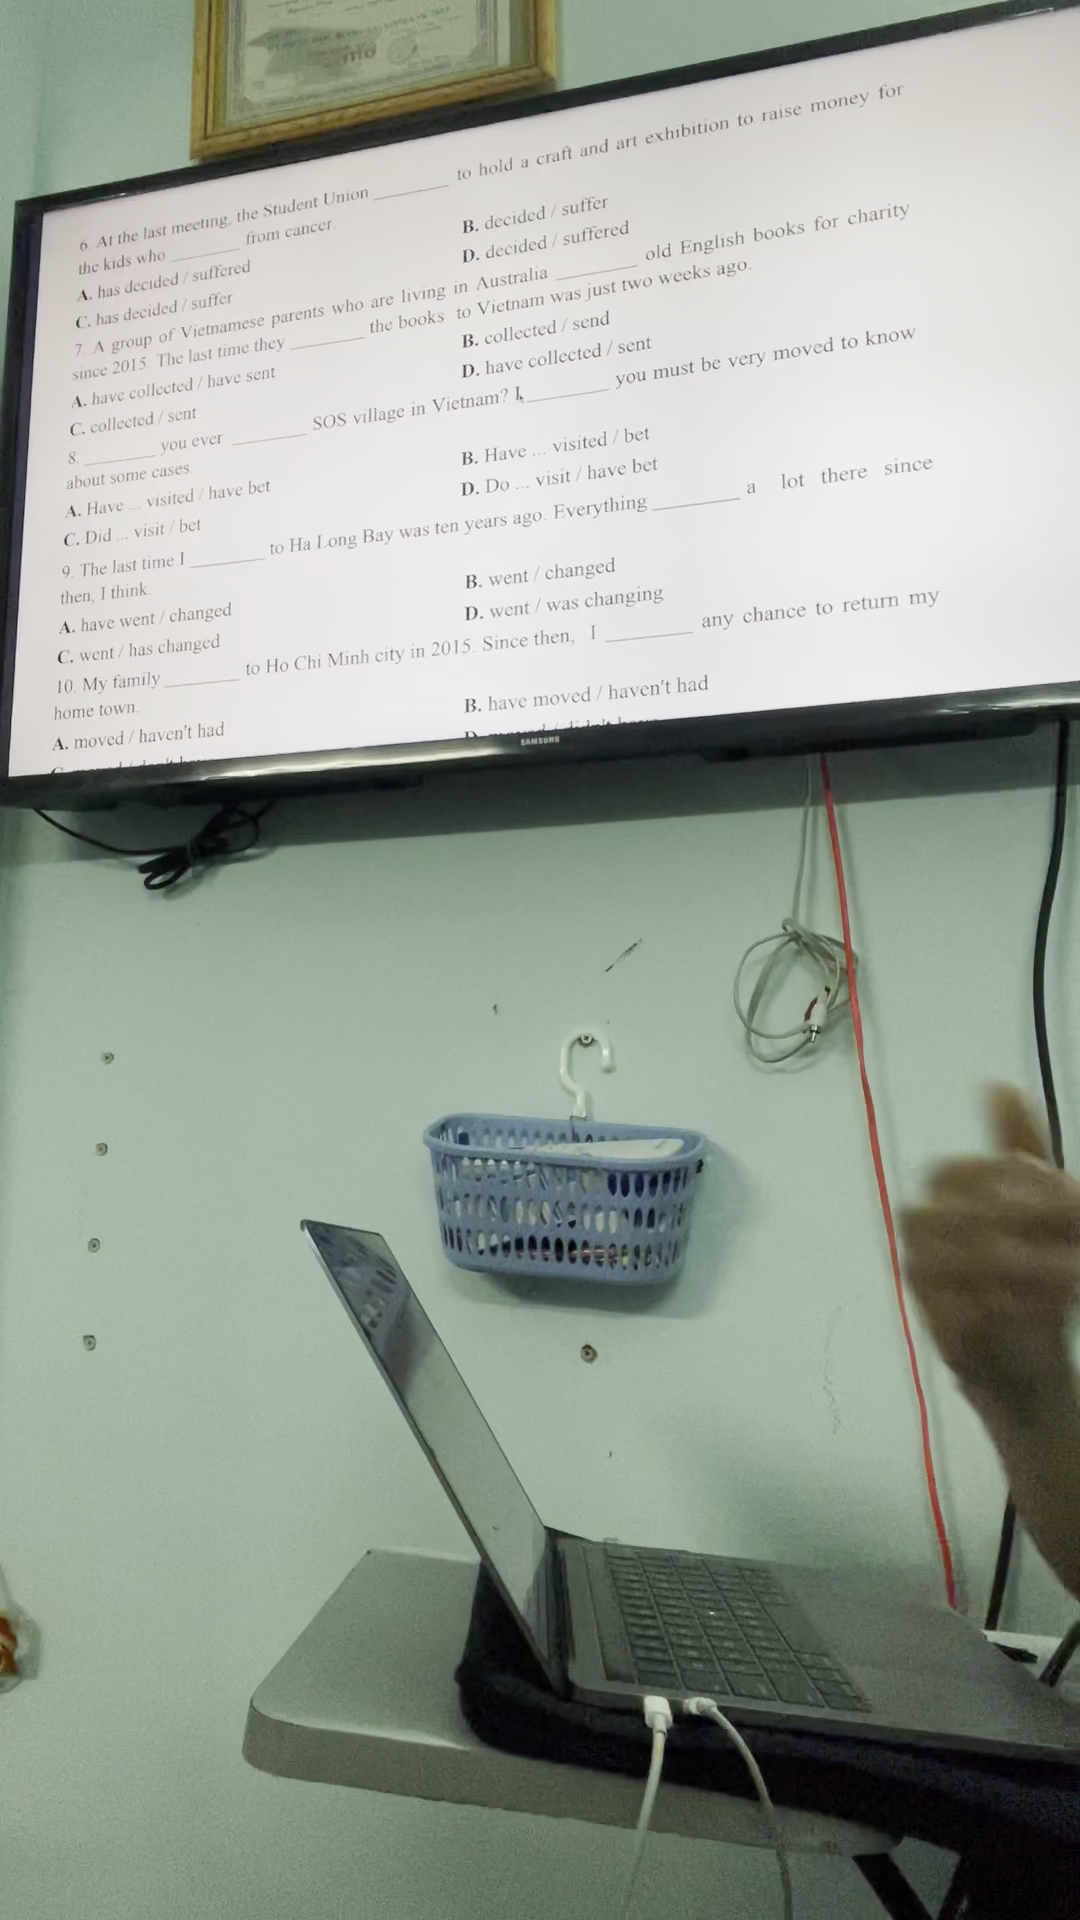 6. At the last meeting, the Student Union ________ to hold a craft and art exhibition to raise money for
the kids who ________ from cancer.
A. has decided / suffered
B. decided / suffer
C. has decided / suffer
D. decided / suffered
7. A group of Vietnamese parents who are living in Australia ________ old English books for charity
since 2015. The last time they ________ the books to Vietnam was just two weeks ago.
A. have collected / have sent
B. collected / send
C. collected / sent
D. have collected / sent
8. ________ you ever ________ SOS village in Vietnam? I ________ you must be very moved to know
about some cases.
A. Have ... visited / have bet
B. Have ... visited / bet
C. Did ... visit / bet
D. Do ... visit / have bet
9. The last time I ________ to Ha Long Bay was ten years ago. Everything ________ a lot there since
then, I think.
A. have went / changed
B. went / changed
C. went / has changed
D. went / was changing
10. My family ________ to Ho Chi Minh city in 2015. Since then, I ________ any chance to return my
home town.
A. moved / haven't had
B. have moved / haven't had
SAMSUNG